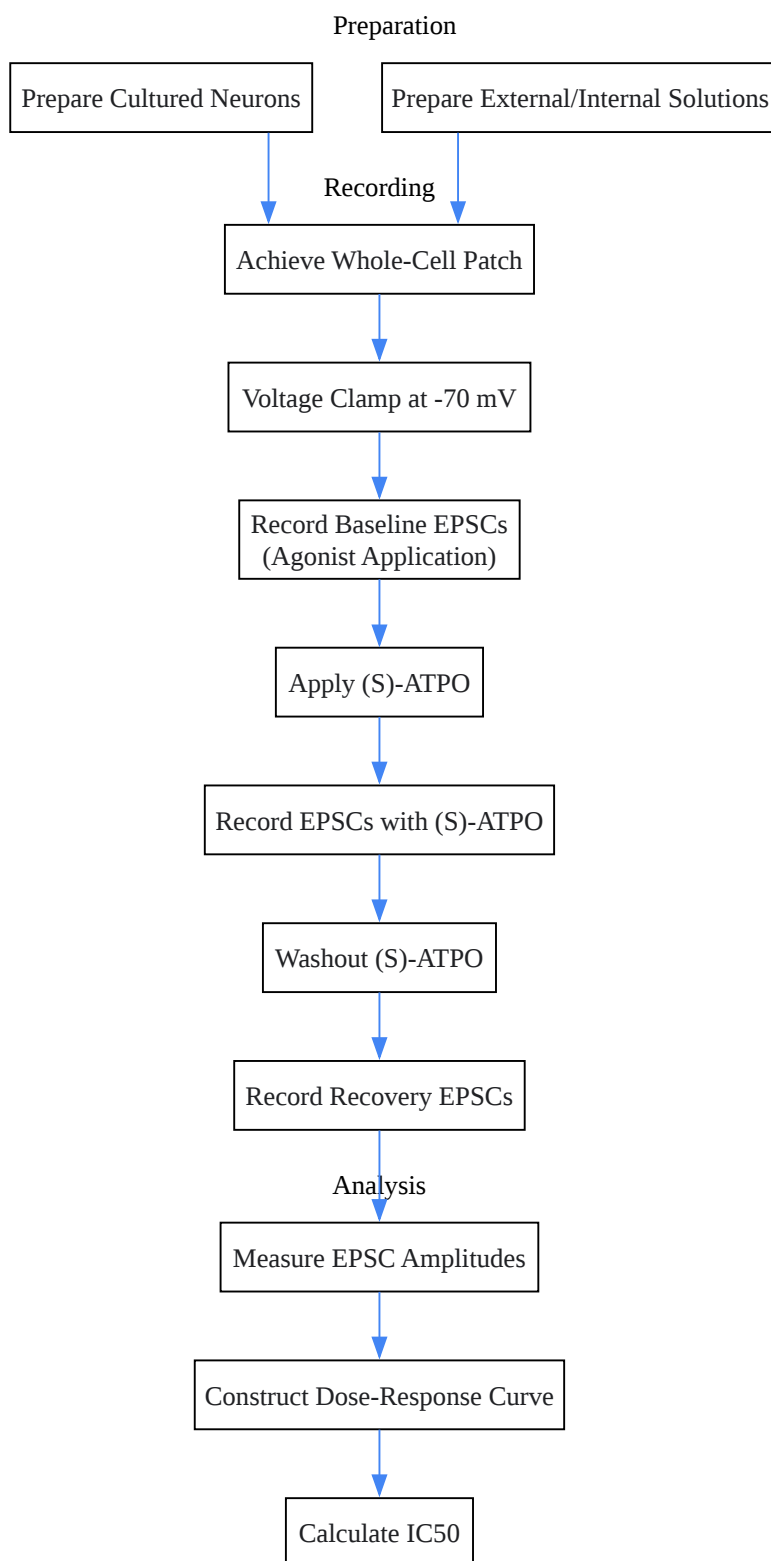 Preparation
Prepare Cultured Neurons
Prepare External/Internal Solutions
Recording
Achieve Whole-Cell Patch
Voltage Clamp at -70 mV
Record Baseline EPSCs
(Agonist Application)
Apply (S)-ATPO
Record EPSCs with (S)-ATPO
Washout (S)-ATPO
Record Recovery EPSCs
Analysis
Measure EPSC Amplitudes
Construct Dose-Response Curve
Calculate IC50